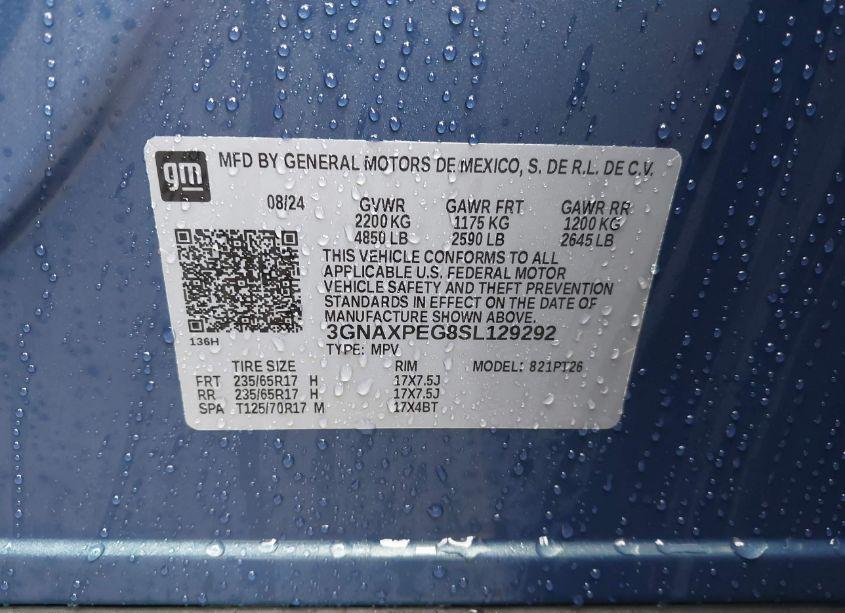 gm
MFD BY GENERAL MOTORS DE MEXICO, S. DE R.L. DE C.V.
08/24 GVWR GAWR FRT GAWR RR
2200 KG 1175 KG 1200 KG
4850 LB 2590 LB 2645 LB
THIS VEHICLE CONFORMS TO ALL
APPLICABLE U.S. FEDERAL MOTOR
VEHICLE SAFETY AND THEFT PREVENTION
STANDARDS IN EFFECT ON THE DATE OF
MANUFACTURE SHOWN ABOVE.
136H
3GNAXPEG8SL129292
TYPE: MPV
TIRE SIZE RIM MODEL: 821PT26
FRT 235/65R17 H 17X7.5J
RR 235/65R17 H 17X7.5J
SPA T125/70R17 M 17X4BT